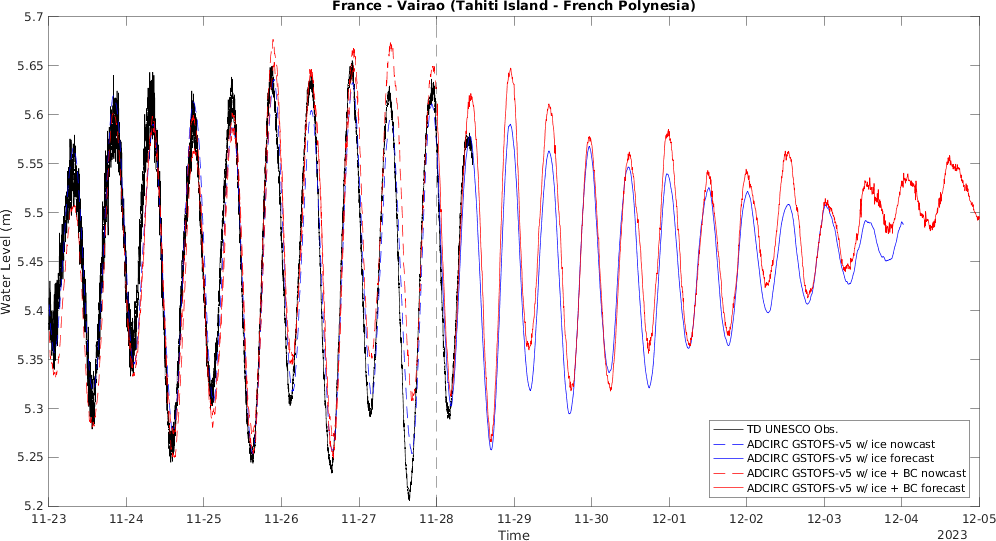 France - Vairao (Tahiti Island - French Polynesia)
5.7
5.65
5.6
5.55
5.5
5.45
5.4
5.35
5.3
5.25
5.2
Water Level (m)
TD UNESCO Obs.
ADCIRC GSTOFS-v5 w/ ice nowcast
ADCIRC GSTOFS-v5 w/ ice forecast
ADCIRC GSTOFS-v5 w/ ice + BC nowcast
ADCIRC GSTOFS-v5 w/ ice + BC forecast
11-23 11-24 11-25 11-26 11-27 11-28 11-29 11-30 12-01 12-02 12-03 12-04 12-05
Time
2023